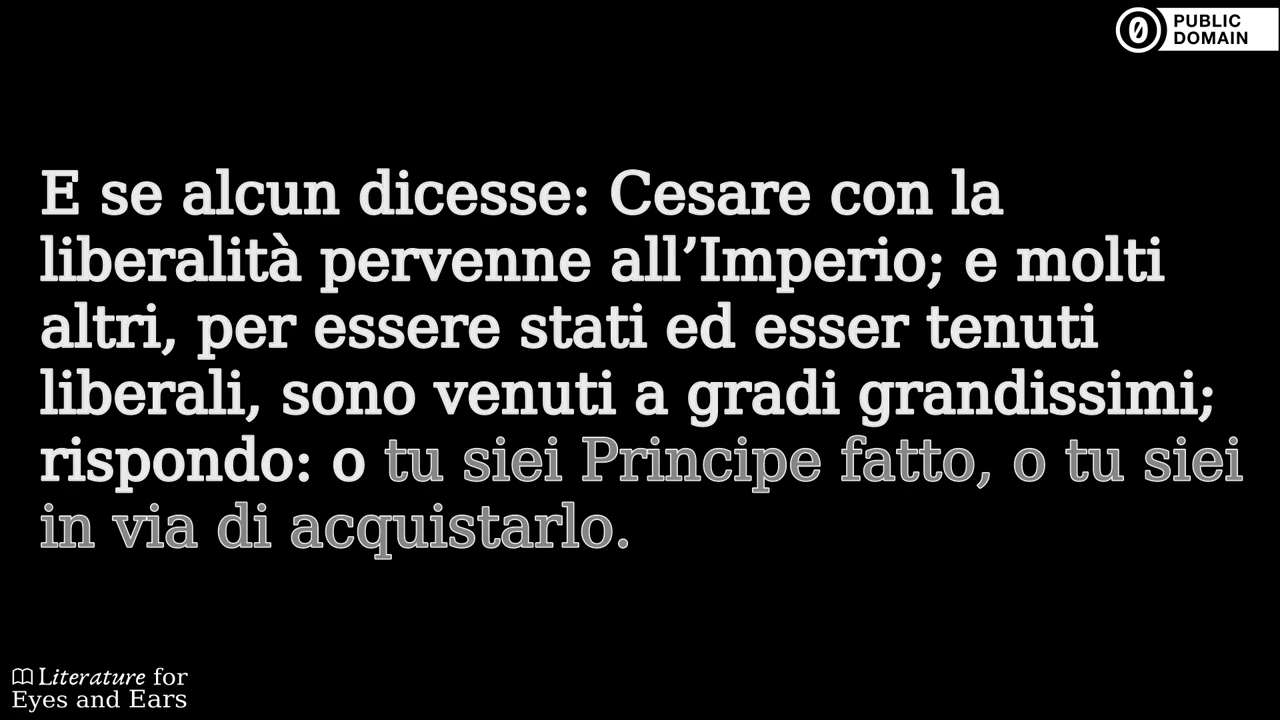 PUBLIC
DOMAIN
E se alcun dicesse: Cesare con la
liberalità pervenne all’Imperio; e molti
altri, per essere stati ed esser tenuti
liberali, sono venuti a gradi grandissimi;
rispondo: o tu siei Principe fatto, o tu siei
in via di acquistarlo.
Literature for
Eyes and Ears